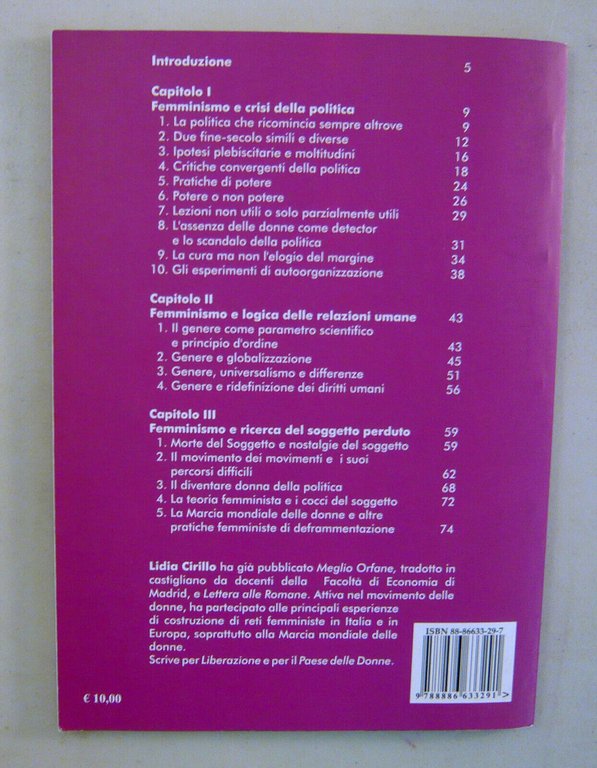 Introduzione 5
Capitolo I
Femminismo e crisi della politica 9
1. La politica che ricomincia sempre altrove 9
2. Due fine-secolo simili e diverse 12
3. Ipotesi plebiscitarie e moltitudini 16
4. Critiche convergenti della politica 18
5. Pratiche di potere 24
6. Potere o non potere 26
7. Lezioni non utili o solo parzialmente utili 29
8. L'assenza delle donne come detector
e lo scandalo della politica 31
9. La cura ma non l'elogio del margine 34
10. Gli esperimenti di autoorganizzazione 38
Capitolo II
Femminismo e logica delle relazioni umane 43
1. Il genere come parametro scientifico
e principio d'ordine 43
2. Genere e globalizzazione 45
3. Genere, universalismo e differenze 51
4. Genere e ridefinizione dei diritti umani 56
Capitolo III
Femminismo e ricerca del soggetto perduto 59
1. Morte del Soggetto e nostalgie del soggetto 59
2. Il movimento dei movimenti e i suoi
percorsi difficili 62
3. Il diventare donna della politica 68
4. La teoria femminista e i cocci del soggetto 72
5. La Marcia mondiale delle donne e altre
pratiche femministe di deframmentazione 74
Lidia Cirillo ha già pubblicato Meglio Orfane, tradotto in
castigliano da docenti della Facoltà di Economia di
Madrid, e Lettera alle Romane. Attiva nel movimento delle
donne, ha partecipato alle principali esperienze
di costruzione di reti femministe in Italia e in
Europa, soprattutto alla Marcia mondiale delle
donne.
Scrive per Liberazione e per il Paese delle Donne.
ISBN 88-86633-29-7
9 788886 633291 >
€ 10,00